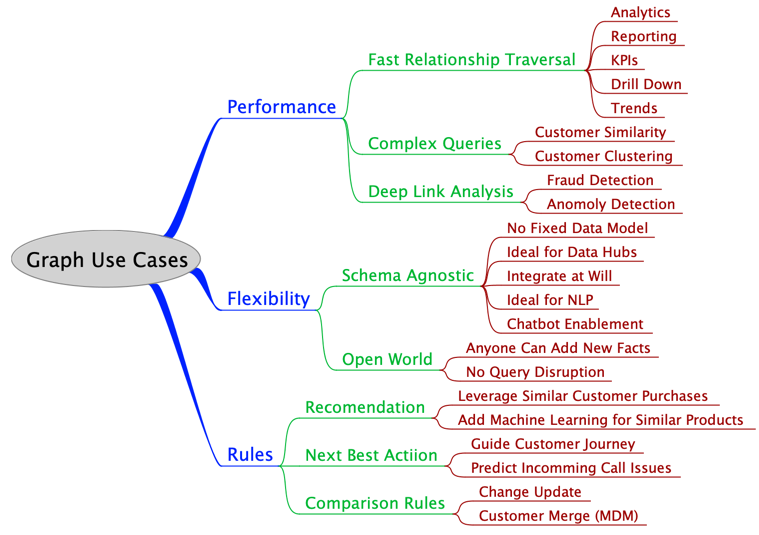 Graph Use Cases
Performance
Fast Relationship Traversal
Analytics
Reporting
KPIs
Drill Down
Trends
Complex Queries
Customer Similarity
Customer Clustering
Deep Link Analysis
Fraud Detection
Anomoly Detection
Flexibility
Schema Agnostic
No Fixed Data Model
Ideal for Data Hubs
Integrate at Will
Ideal for NLP
Chatbot Enablement
Open World
Anyone Can Add New Facts
No Query Disruption
Rules
Recomendation
Leverage Similar Customer Purchases
Add Machine Learning for Similar Products
Next Best Actiion
Guide Customer Journey
Predict Incomming Call Issues
Comparison Rules
Change Update
Customer Merge (MDM)